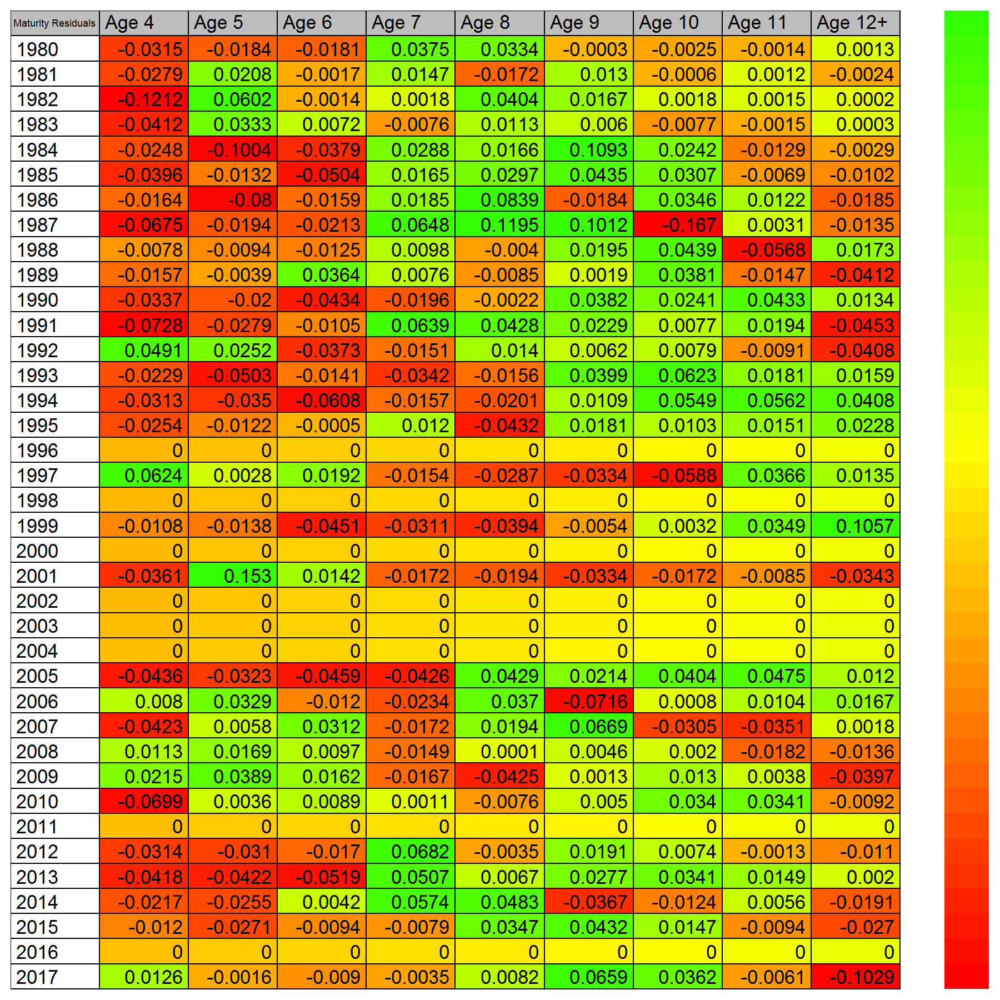 Maturity Residuals Age 4 Age 5 Age 6 Age 7 Age 8 Age 9 Age 10 Age 11 Age 12+
1980 -0.0315 -0.0184 -0.0181 0.0375 0.0334 -0.0003 -0.0025 -0.0014 0.0013
1981 -0.0279 0.0208 -0.0017 0.0147 -0.0172 0.013 -0.0006 0.0012 -0.0024
1982 -0.1212 0.0602 -0.0014 0.0018 0.0404 0.0167 0.0018 0.0015 0.0002
1983 -0.0412 0.0333 0.0072 -0.0076 0.0113 0.006 -0.0077 -0.0015 0.0003
1984 -0.0248 -0.1004 -0.0379 0.0288 0.0166 0.1093 0.0242 -0.0129 -0.0029
1985 -0.0396 -0.0132 -0.0504 0.0165 0.0297 0.0435 0.0307 -0.0069 -0.0102
1986 -0.0164 -0.08 -0.0159 0.0185 0.0839 -0.0184 0.0346 0.0122 -0.0185
1987 -0.0675 -0.0194 -0.0213 0.0648 0.1195 0.1012 -0.167 0.0031 -0.0135
1988 -0.0078 -0.0094 -0.0125 0.0098 -0.004 0.0195 0.0439 -0.0568 0.0173
1989 -0.0157 -0.0039 0.0364 0.0076 -0.0085 0.0019 0.0381 -0.0147 -0.0412
1990 -0.0337 -0.02 -0.0434 -0.0196 -0.0022 0.0382 0.0241 0.0433 0.0134
1991 -0.0728 -0.0279 -0.0105 0.0639 0.0428 0.0229 0.0077 0.0194 -0.0453
1992 0.0491 0.0252 -0.0373 -0.0151 0.014 0.0062 0.0079 -0.0091 -0.0408
1993 -0.0229 -0.0503 -0.0141 -0.0342 -0.0156 0.0399 0.0623 0.0181 0.0159
1994 -0.0313 -0.035 -0.0608 -0.0157 -0.0201 0.0109 0.0549 0.0562 0.0408
1995 -0.0254 -0.0122 -0.0005 0.012 -0.0432 0.0181 0.0103 0.0151 0.0228
1996 0 0 0 0 0 0 0 0 0
1997 0.0624 0.0028 0.0192 -0.0154 -0.0287 -0.0334 -0.0588 0.0366 0.0135
1998 0 0 0 0 0 0 0 0 0
1999 -0.0108 -0.0138 -0.0451 -0.0311 -0.0394 -0.0054 0.0032 0.0349 0.1057
2000 0 0 0 0 0 0 0 0 0
2001 -0.0361 0.153 0.0142 -0.0172 -0.0194 -0.0334 -0.0172 -0.0085 -0.0343
2002 0 0 0 0 0 0 0 0 0
2003 0 0 0 0 0 0 0 0 0
2004 0 0 0 0 0 0 0 0 0
2005 -0.0436 -0.0323 -0.0459 -0.0426 0.0429 0.0214 0.0404 0.0475 0.012
2006 0.008 0.0329 -0.012 -0.0234 0.037 -0.0716 0.0008 0.0104 0.0167
2007 -0.0423 0.0058 0.0312 -0.0172 0.0194 0.0669 -0.0305 -0.0351 0.0018
2008 0.0113 0.0169 0.0097 -0.0149 0.0001 0.0046 0.002 -0.0182 -0.0136
2009 0.0215 0.0389 0.0162 -0.0167 -0.0425 0.0013 0.013 0.0038 -0.0397
2010 -0.0699 0.0036 0.0089 0.0011 -0.0076 0.005 0.034 0.0341 -0.0092
2011 0 0 0 0 0 0 0 0 0
2012 -0.0314 -0.031 -0.017 0.0682 -0.0035 0.0191 0.0074 -0.0013 -0.011
2013 -0.0418 -0.0422 -0.0519 0.0507 0.0067 0.0277 0.0341 0.0149 0.002
2014 -0.0217 -0.0255 0.0042 0.0574 0.0483 -0.0367 -0.0124 0.0056 -0.0191
2015 -0.012 -0.0271 -0.0094 -0.0079 0.0347 0.0432 0.0147 -0.0094 -0.027
2016 0 0 0 0 0 0 0 0 0
2017 0.0126 -0.0016 -0.009 -0.0035 0.0082 0.0659 0.0362 -0.0061 -0.1029